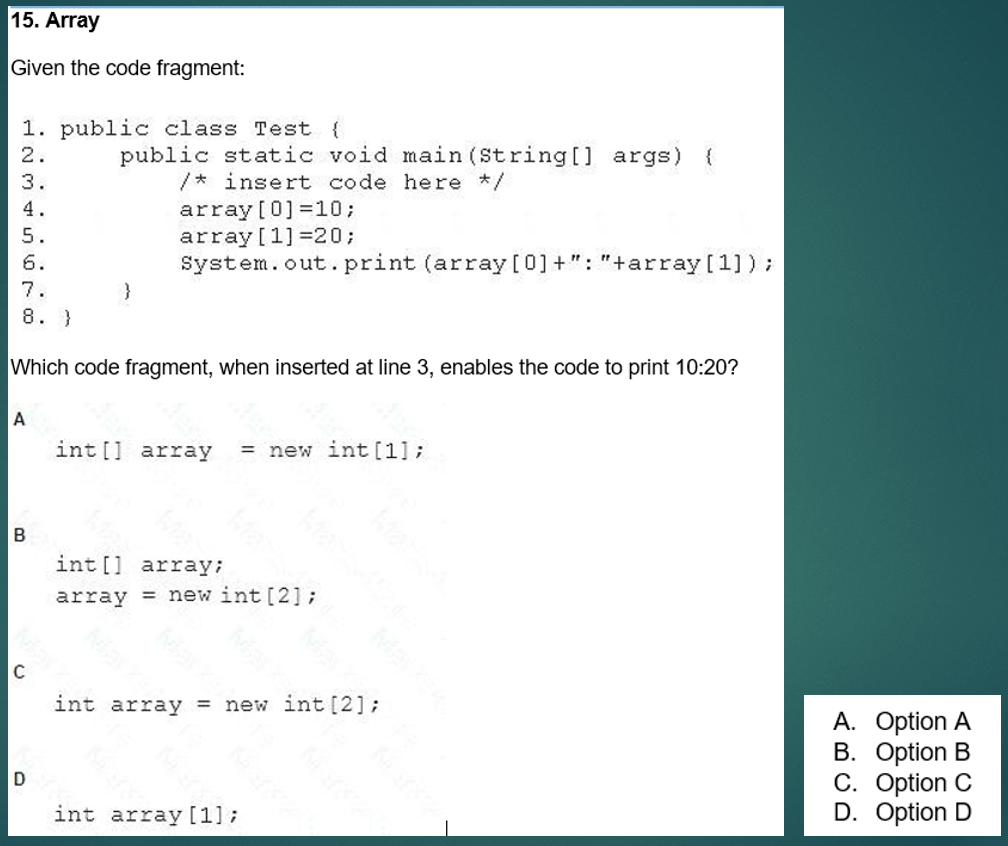 15. Array
Given the code fragment:
1. public class Test {
2. public static void main(String[] args) {
3. /* insert code here */
4. array[0]=10;
5. array[1]=20;
6. System.out.print(array[0]+":"+array[1]);
7. }
8. }
Which code fragment, when inserted at line 3, enables the code to print 10:20?
A
int[] array = new int[1];
B
int[] array;
array = new int[2];
C
int array = new int[2];
D
int array[1];
A. Option A
B. Option B
C. Option C
D. Option D